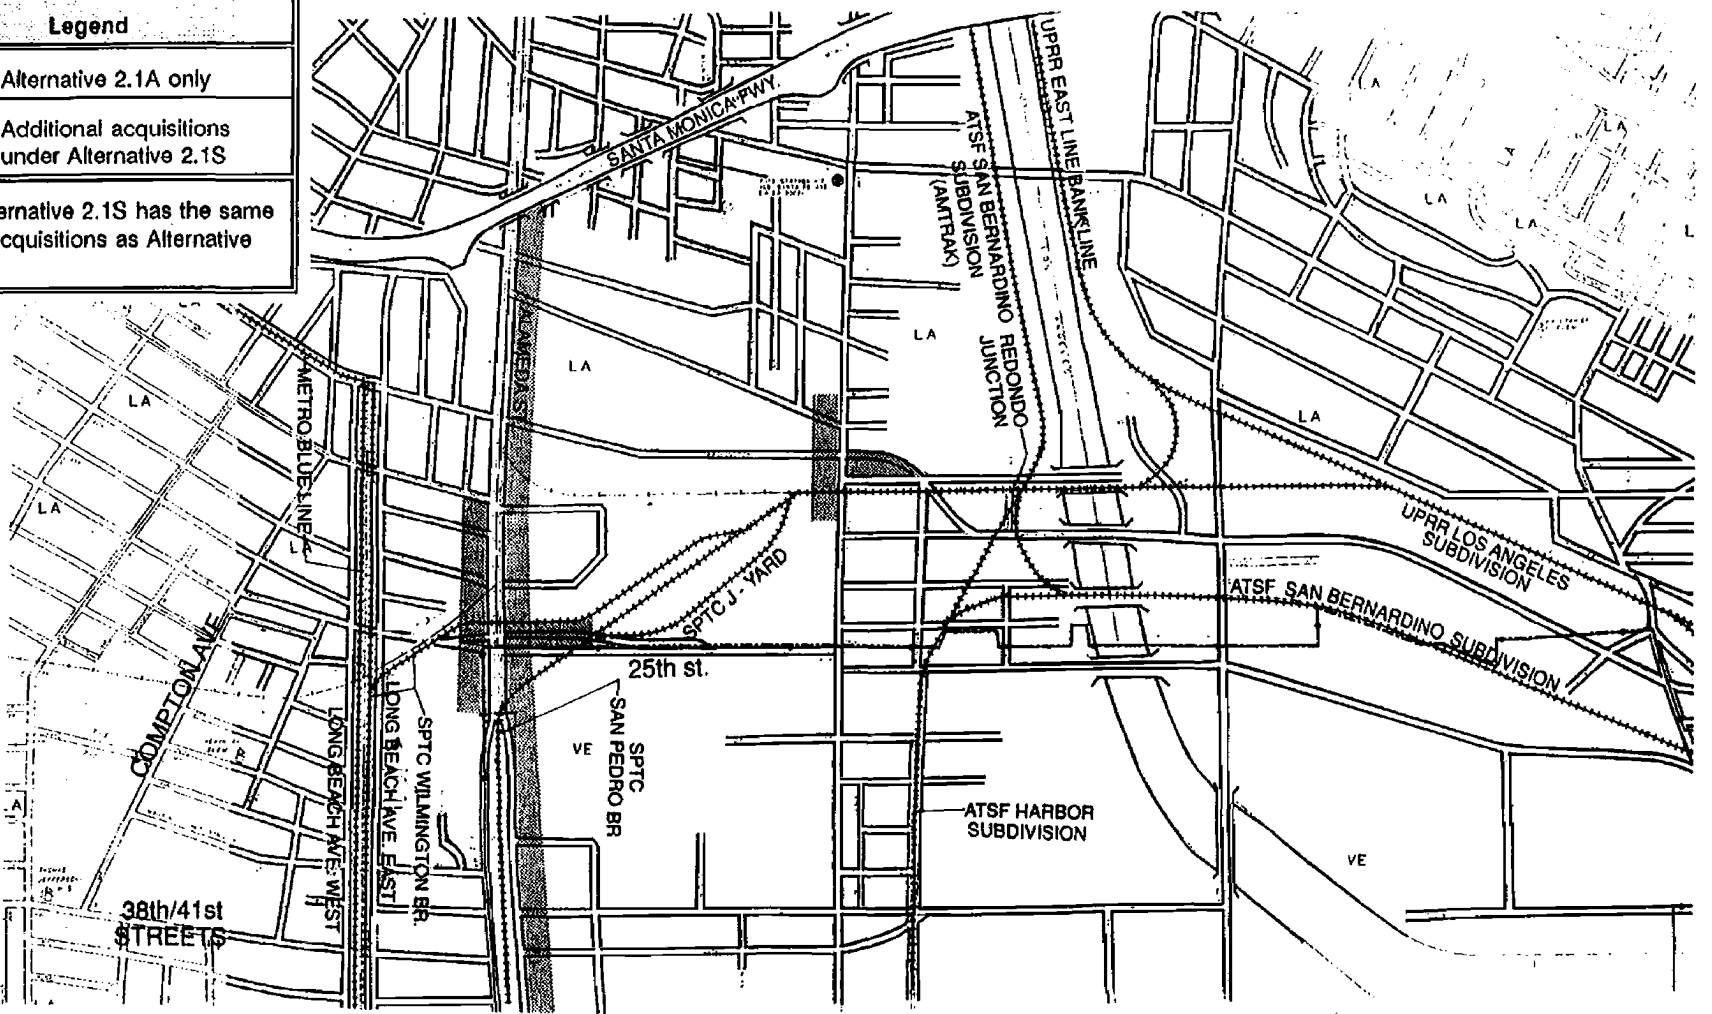 Legend
Alternative 2.1A only
Additional acquisitions
under Alternative 2.1S
ernative 2.1S has the same
cquisitions as Alternative
SANTA MONICA FWY.
UPRR EAST LINE BANK LINE
ATSF SAN BERNARDINO
SUBDIVISION
(AMTRAK)
REDONDO
JUNCTION
ALAMEDA ST
METRO BLUE LINE
LA
LA
LA
LA
LA
LA
LA
LA
LA
LA
LA
L
UPRR LOS ANGELES
SUBDIVISION
ATSF SAN BERNARDINO SUBDIVISION
SPTC J - YARD
25th st.
COMPTON AVE
LONG BEACH AVE WEST
LONG BEACH AVE. EAST
SPTC WILMINGTON BR.
SPTC
SAN PEDRO BR
VE
ATSF HARBOR
SUBDIVISION
VE
A
38th/41st
STREETS